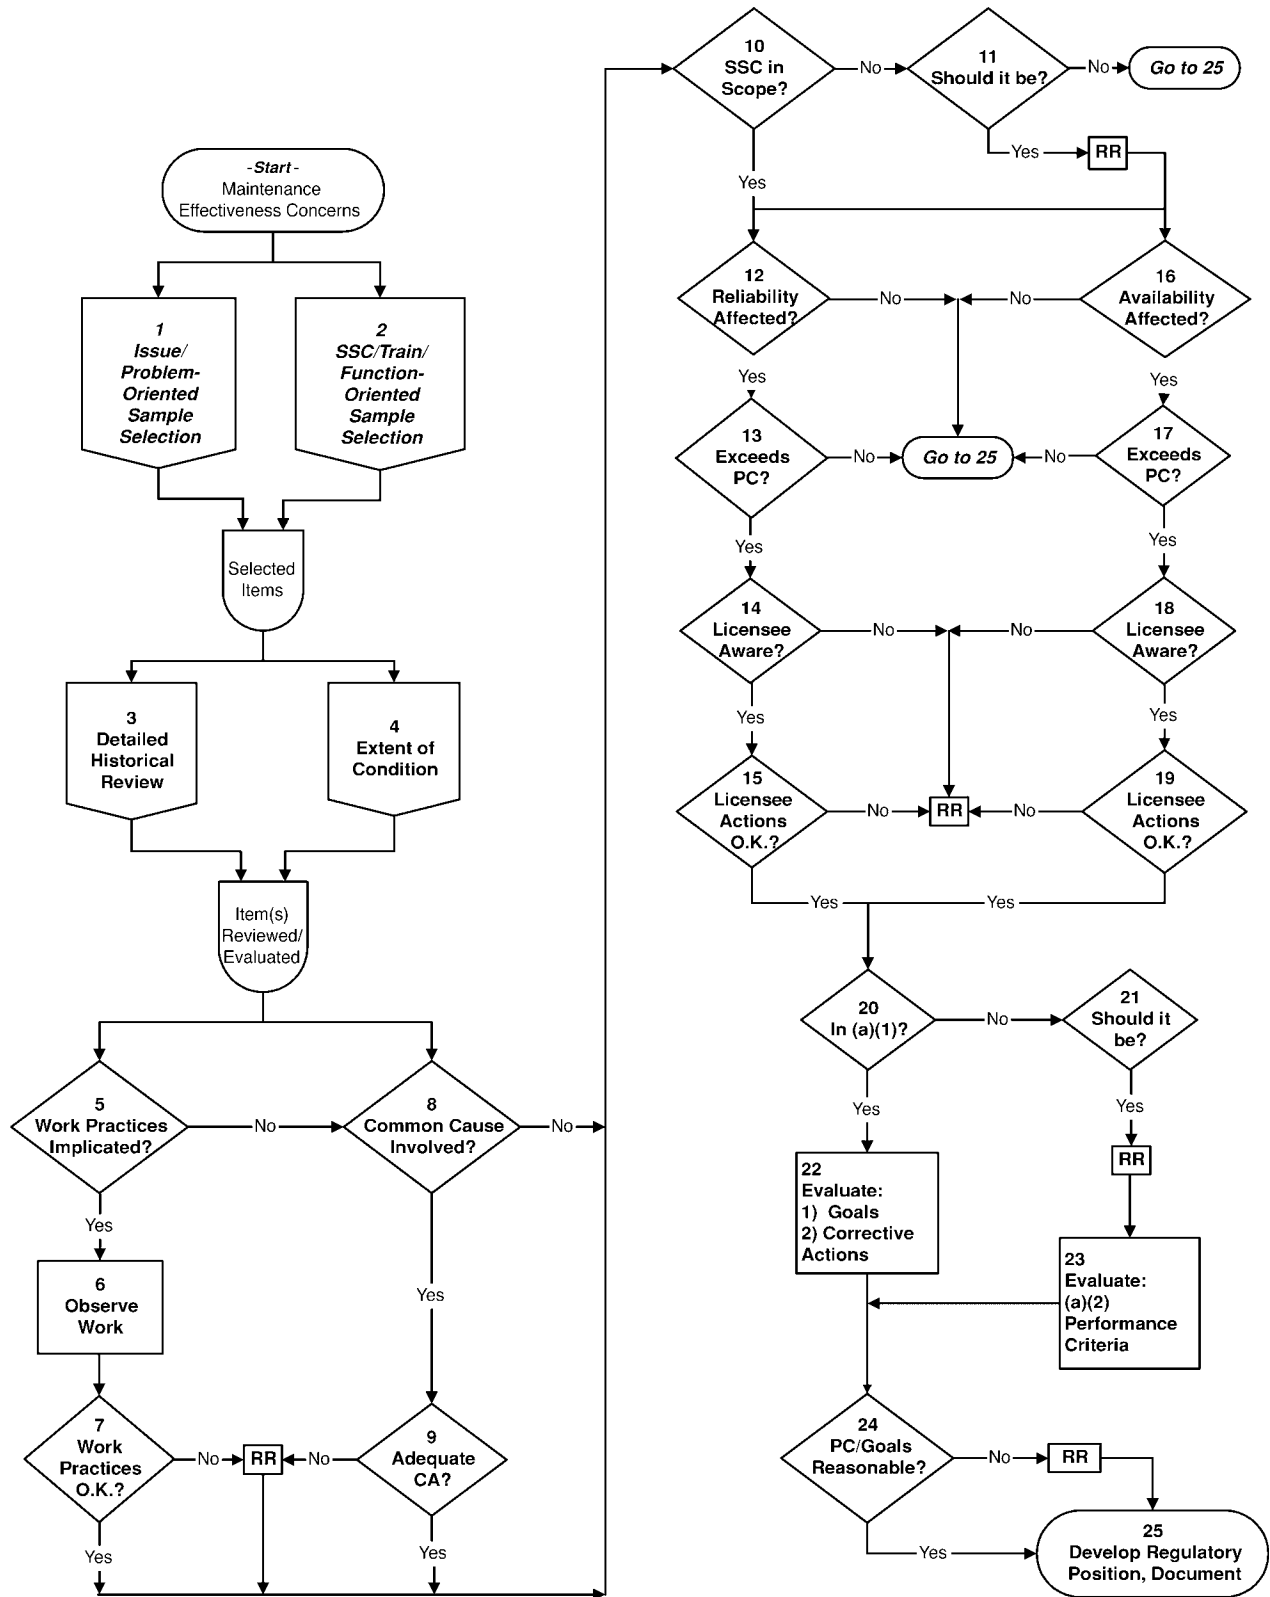 -Start-
Maintenance
Effectiveness Concerns
1
Issue/
Problem-
Oriented
Sample
Selection
2
SSC/Train/
Function-
Oriented
Sample
Selection
Selected
Items
3
Detailed
Historical
Review
4
Extent of
Condition
Item(s)
Reviewed/
Evaluated
5
Work Practices
Implicated?
No
8
Common Cause
Involved?
No
Yes
6
Observe
Work
Yes
7
Work
Practices
O.K.?
No
RR
No
9
Adequate
CA?
Yes
Yes
10
SSC in
Scope?
No
11
Should it be?
No
Go to 25
Yes
RR
Yes
12
Reliability
Affected?
No
No
16
Availability
Affected?
Yes
Yes
13
Exceeds
PC?
No
Go to 25
No
17
Exceeds
PC?
Yes
Yes
14
Licensee
Aware?
No
No
18
Licensee
Aware?
Yes
Yes
15
Licensee
Actions
O.K.?
No
RR
No
19
Licensee
Actions
O.K.?
Yes
Yes
20
In (a)(1)?
No
21
Should it
be?
Yes
Yes
RR
22
Evaluate:
1) Goals
2) Corrective
Actions
23
Evaluate:
(a)(2)
Performance
Criteria
24
PC/Goals
Reasonable?
No
RR
Yes
25
Develop Regulatory
Position, Document